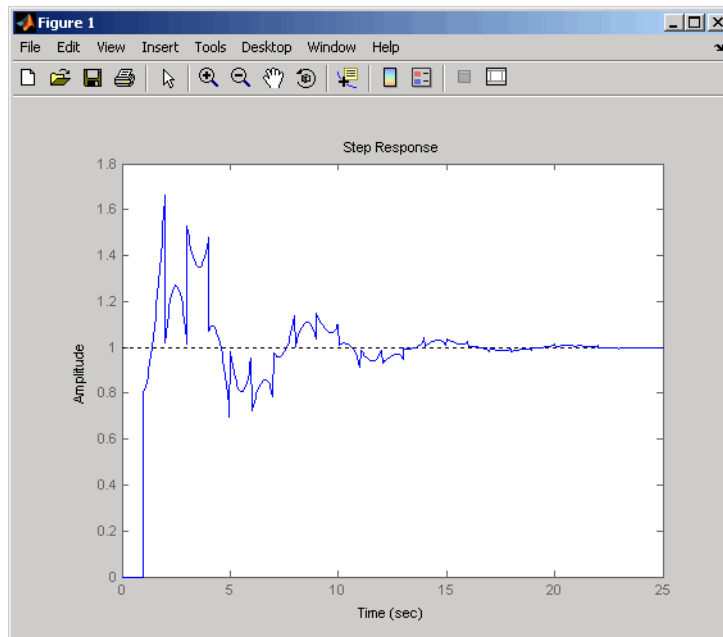 Figure 1
File Edit View Insert Tools Desktop Window Help
Step Response
1.8
1.6
1.4
1.2
1
0.8
0.6
0.4
0.2
0
Amplitude
0 5 10 15 20 25
Time (sec)